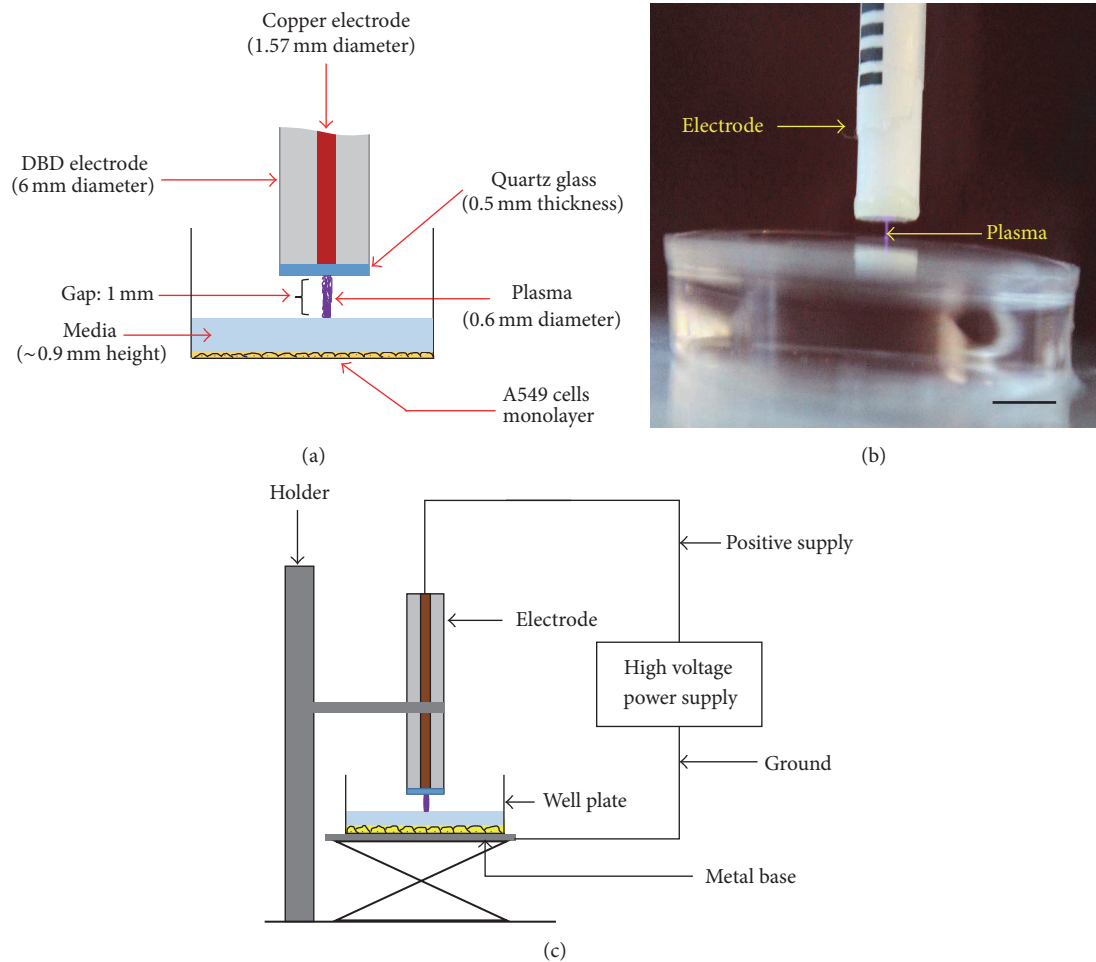 Copper electrode
(1.57 mm diameter)
DBD electrode
(6 mm diameter)
Quartz glass
(0.5 mm thickness)
Gap: 1 mm
Plasma
(0.6 mm diameter)
Media
(~0.9 mm height)
A549 cells
monolayer
(a)
Electrode
Plasma
(b)
Holder
Positive supply
Electrode
High voltage
power supply
Ground
Well plate
Metal base
(c)